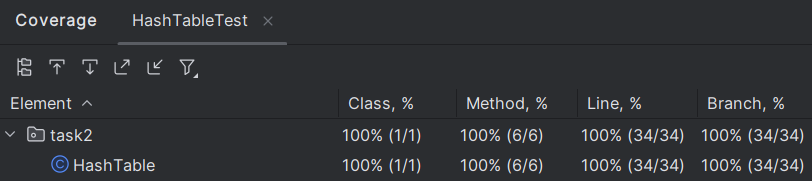 Coverage HashTableTest ×
Element Class, % Method, % Line, % Branch, %
task2 100% (1/1) 100% (6/6) 100% (34/34) 100% (34/34)
C HashTable 100% (1/1) 100% (6/6) 100% (34/34) 100% (34/34)